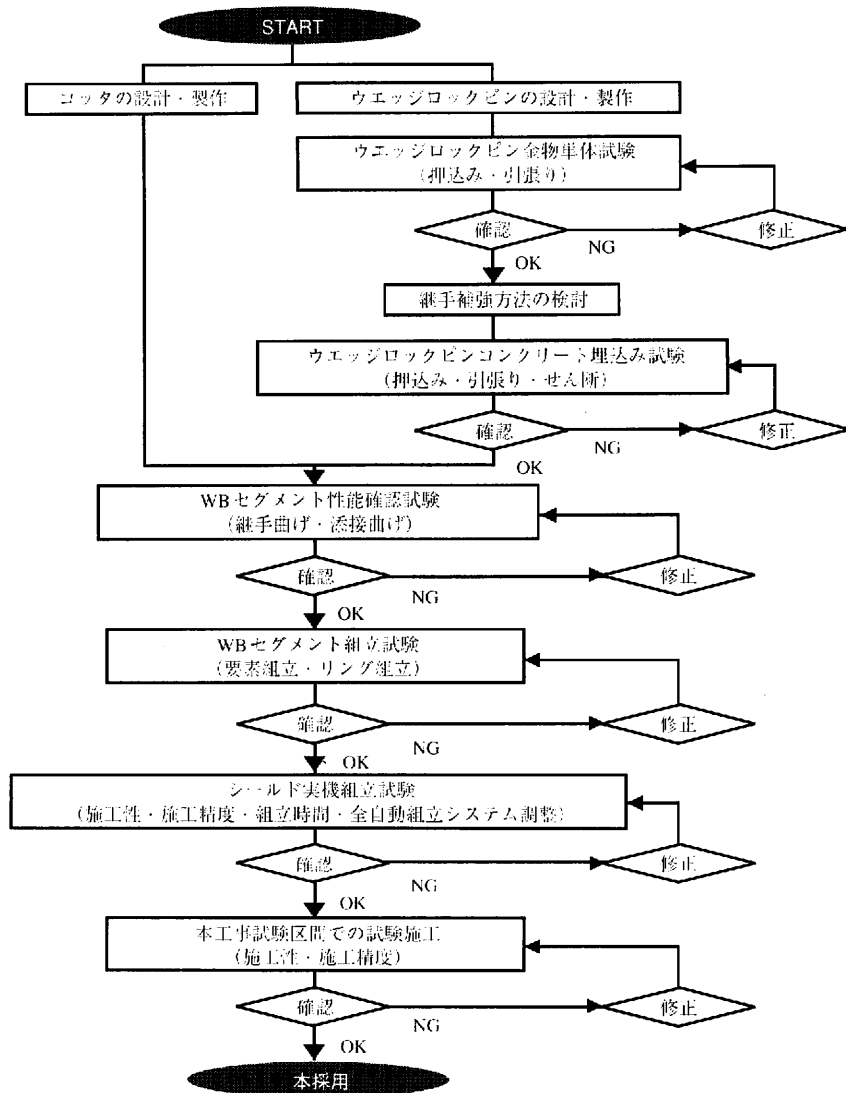 START
コッタの設計・製作
ウエッジロックピンの設計・製作
ウエッジロックピン金物単体試験
(押込み・引張り)
確認
NG
修正
OK
継手補強方法の検討
ウエッジロックピンコンクリート埋込み試験
(押込み・引張り・せん断)
確認
NG
修正
OK
WBセグメント性能確認試験
(継手曲げ・添接曲げ)
確認
NG
修正
OK
WBセグメント組立試験
(要素組立・リング組立)
確認
NG
修正
OK
シールド実機組立試験
(施工性・施工精度・組立時間・全自動組立システム調整)
確認
NG
修正
OK
本工事試験区間での試験施工
(施工性・施工精度)
確認
NG
修正
OK
本採用